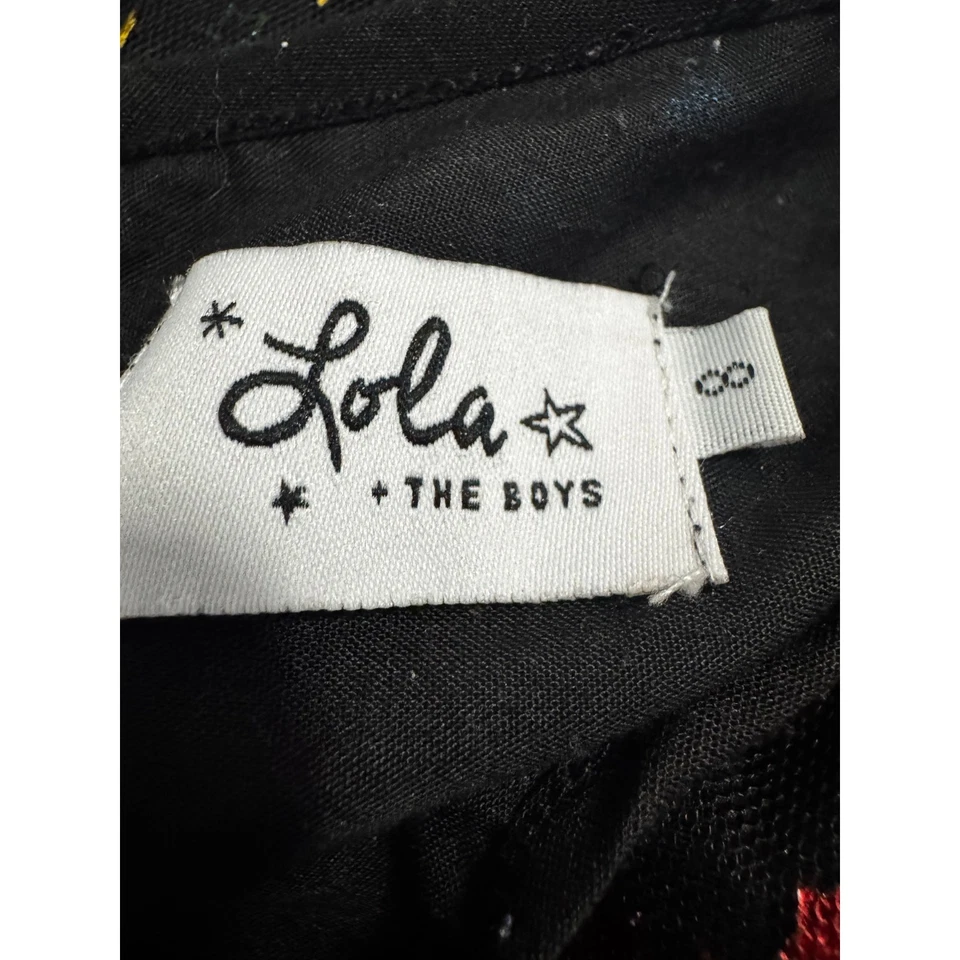 Lola
+ THE BOYS
8